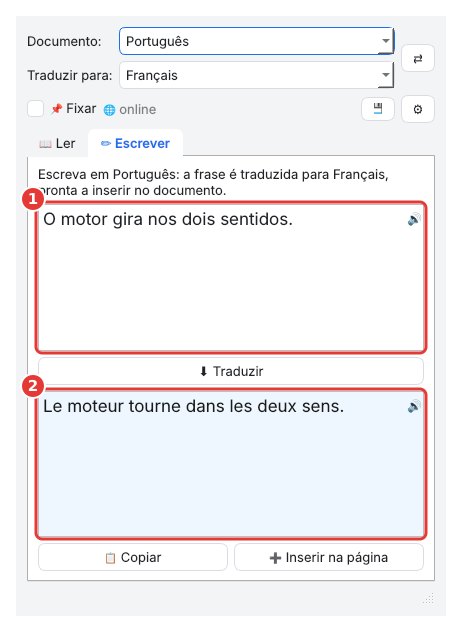 Documento: Português
Traduzir para: Français
Fixar online
Ler Escrever
Escreva em Português: a frase é traduzida para Français,
pronta a inserir no documento.
1
O motor gira nos dois sentidos.
Traduzir
2
Le moteur tourne dans les deux sens.
Copiar Inserir na página